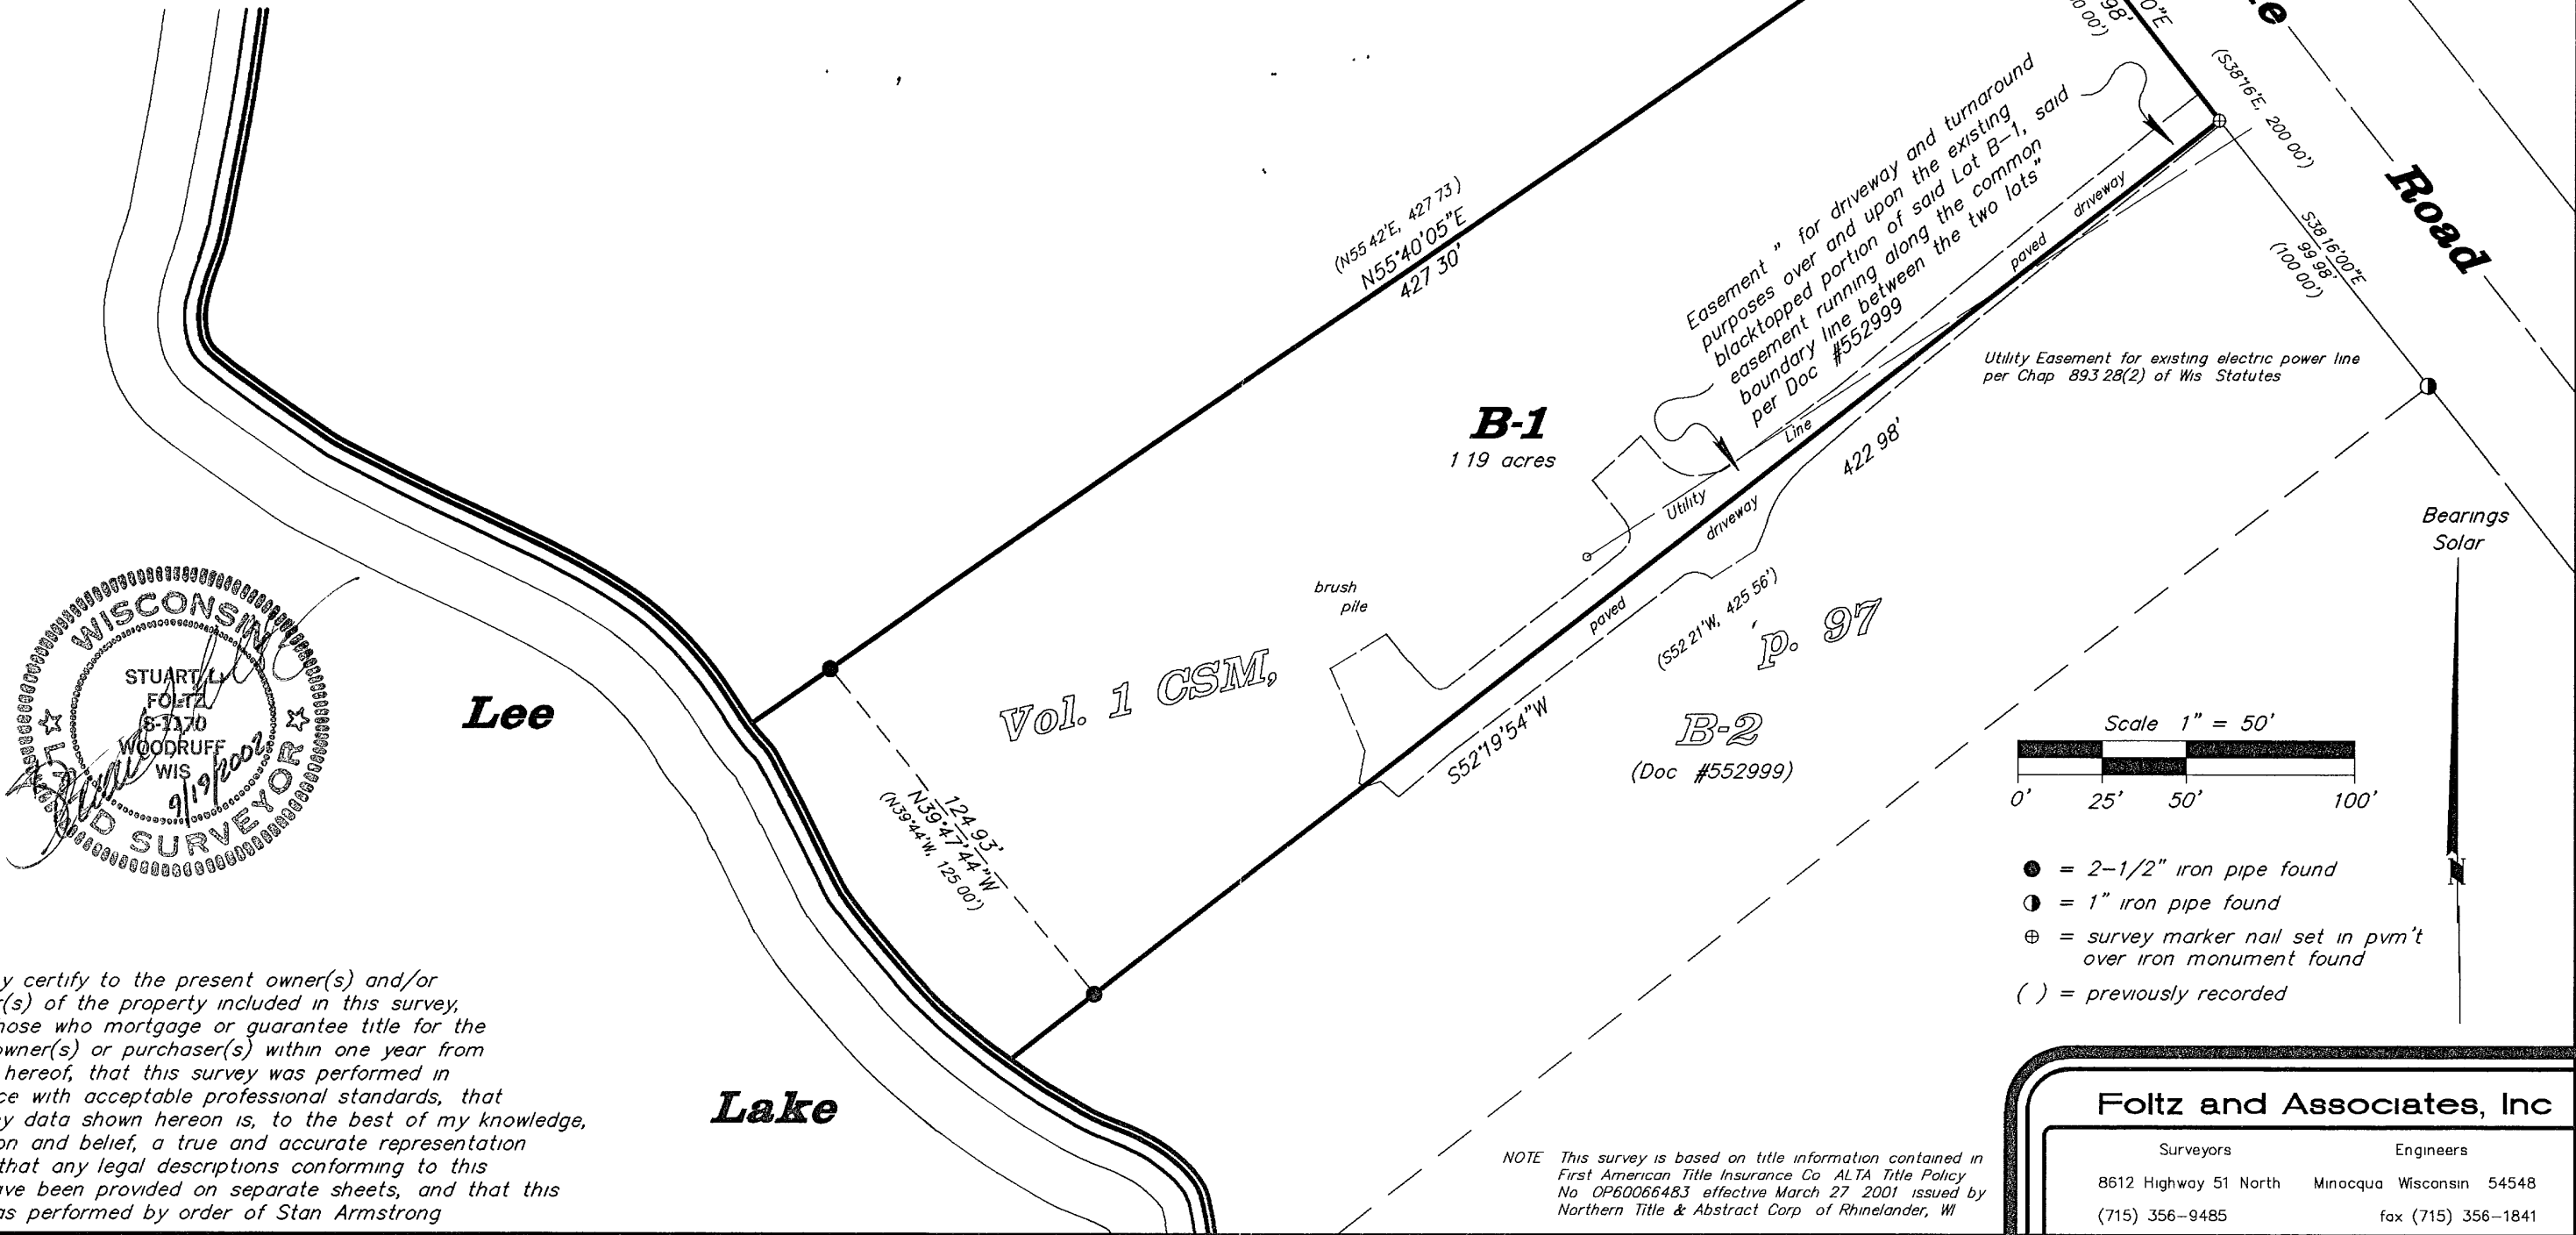 98'
00 00')
0"E
e
(S38°16'E, 200 00')
Road
S38 16'00"E
99 98'
(100 00')
Easement " for driveway and turnaround
purposes over and upon the existing
blacktopped portion of said Lot B-1, said
easement running along the common
boundary line between the two lots"
per Doc #552999
(N55 42'E, 427 73)
N55°40'05"E
427 30'
driveway
paved
Utility Easement for existing electric power line
per Chap 893 28(2) of Wis Statutes
B-1
1 19 acres
Line
Utility
422 98'
driveway
paved
brush
pile
(S52 21'W, 425 56')
S52°19'54"W
Vol. 1 CSM,
p. 97
B-2
(Doc #552999)
Bearings
Solar
N
Lee
Lake
124 93'
N39°47'44"W
(N39°44'W, 125 00')
WISCONSIN
STUART L.
FOLTZ
S-1170
WOODRUFF
WIS
9/19/2002
LAND SURVEYOR
Scale 1" = 50'
0' 25' 50' 100'
= 2-1/2" iron pipe found
= 1" iron pipe found
= survey marker nail set in pvm't
over iron monument found
( ) = previously recorded
y certify to the present owner(s) and/or
r(s) of the property included in this survey,
hose who mortgage or guarantee title for the
owner(s) or purchaser(s) within one year from
hereof, that this survey was performed in
ce with acceptable professional standards, that
y data shown hereon is, to the best of my knowledge,
on and belief, a true and accurate representation
that any legal descriptions conforming to this
ve been provided on separate sheets, and that this
as performed by order of Stan Armstrong
NOTE This survey is based on title information contained in
First American Title Insurance Co ALTA Title Policy
No OP60066483 effective March 27 2001 issued by
Northern Title & Abstract Corp of Rhinelander, WI
Foltz and Associates, Inc
Surveyors Engineers
8612 Highway 51 North Minocqua Wisconsin 54548
(715) 356-9485 fax (715) 356-1841